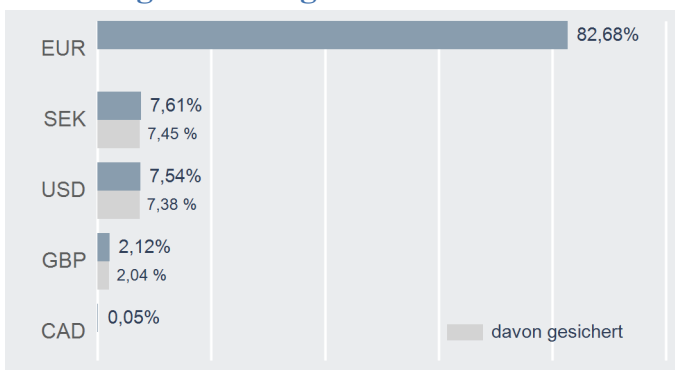 EUR 82,68%
SEK 7,61%
7,45 %
USD 7,54%
7,38 %
GBP 2,12%
2,04 %
CAD 0,05%
davon gesichert